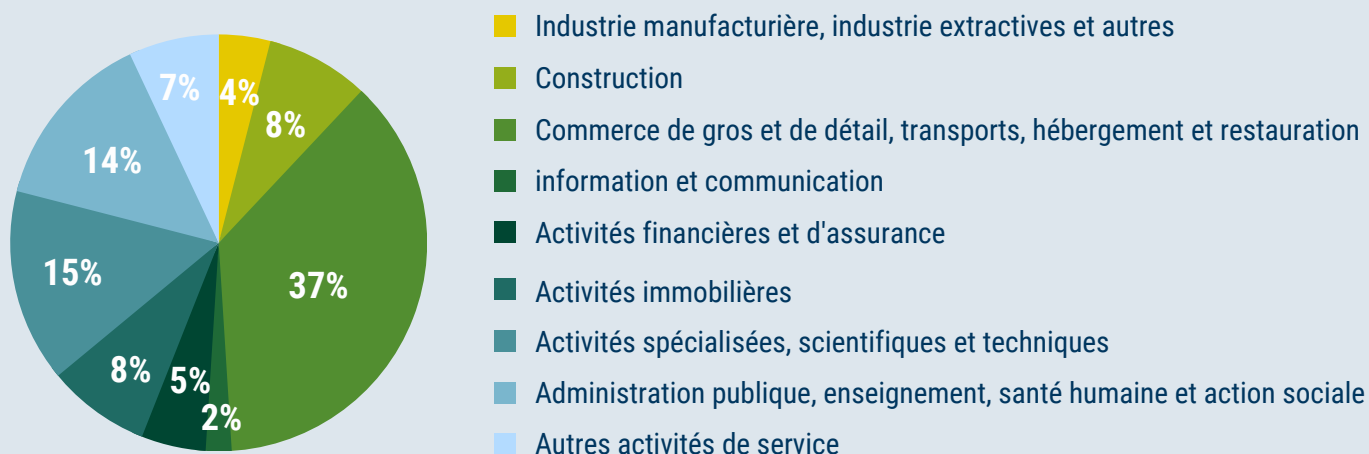 7%
4%
8%
14%
15%
37%
8%
5%
2%
Industrie manufacturière, industrie extractives et autres
Construction
Commerce de gros et de détail, transports, hébergement et restauration
information et communication
Activités financières et d'assurance
Activités immobilières
Activités spécialisées, scientifiques et techniques
Administration publique, enseignement, santé humaine et action sociale
Autres activités de service